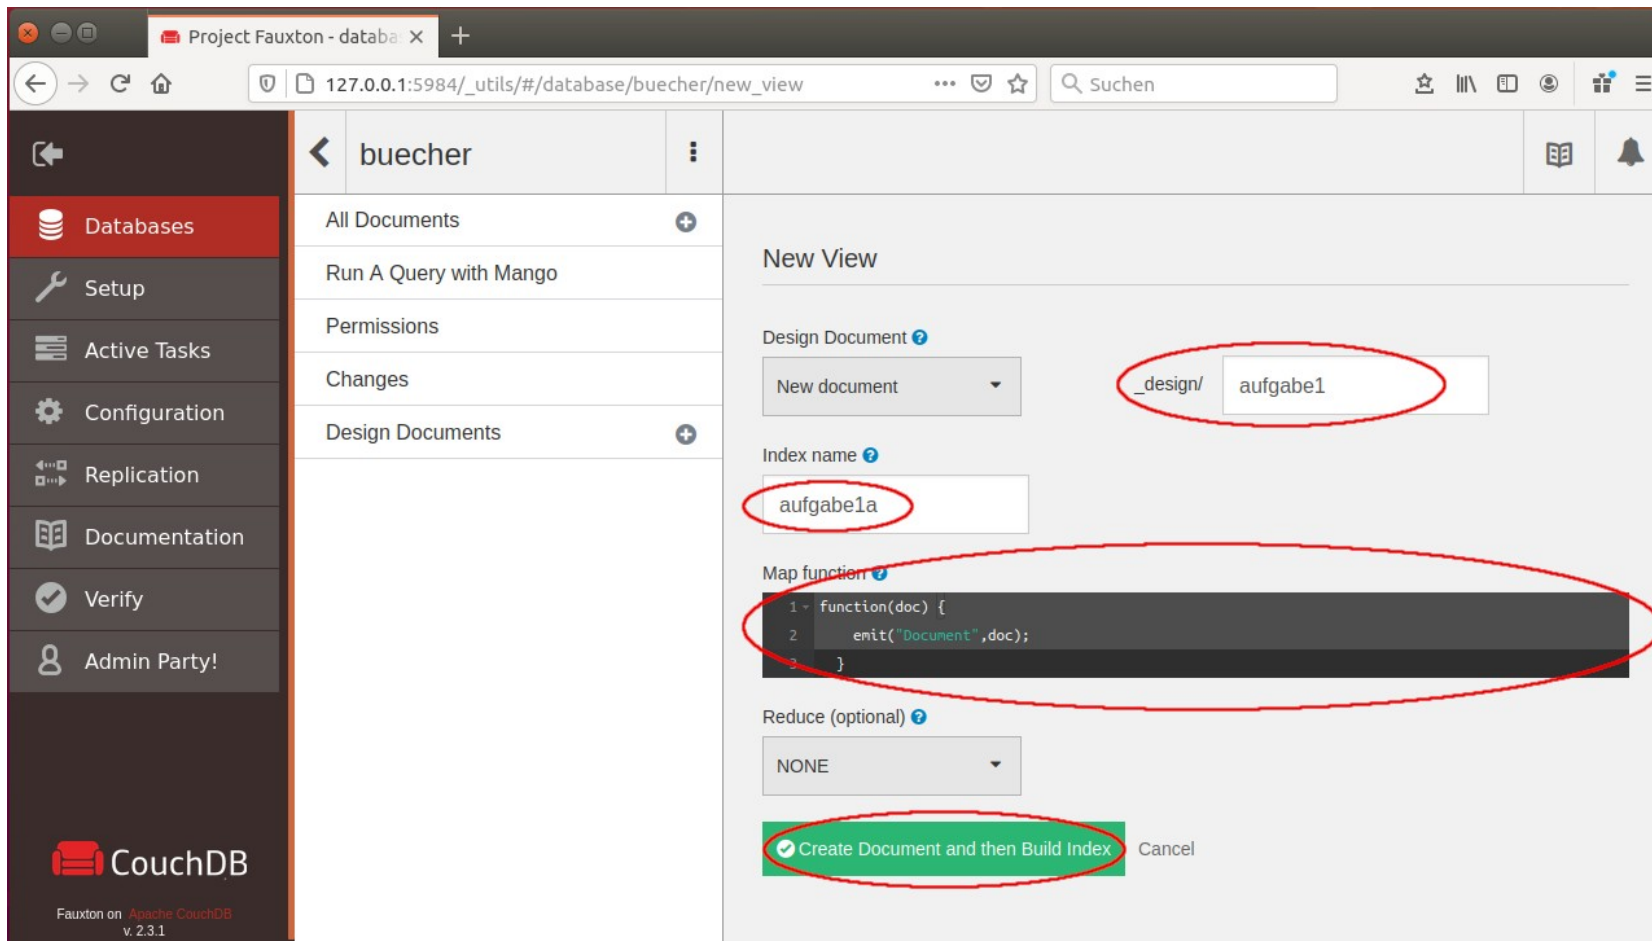 Project Fauxton - databa
127.0.0.1:5984/_utils/#/database/buecher/new_view
Suchen
buecher
Databases
Setup
Active Tasks
Configuration
Replication
Documentation
Verify
Admin Party!
CouchDB
Fauxton on Apache CouchDB
v. 2.3.1
All Documents
Run A Query with Mango
Permissions
Changes
Design Documents
New View
Design Document
New document
_design/ aufgabe1
Index name
aufgabe1a
Map function
1 function(doc) {
2 emit("Document",doc);
3 }
Reduce (optional)
NONE
Create Document and then Build Index Cancel